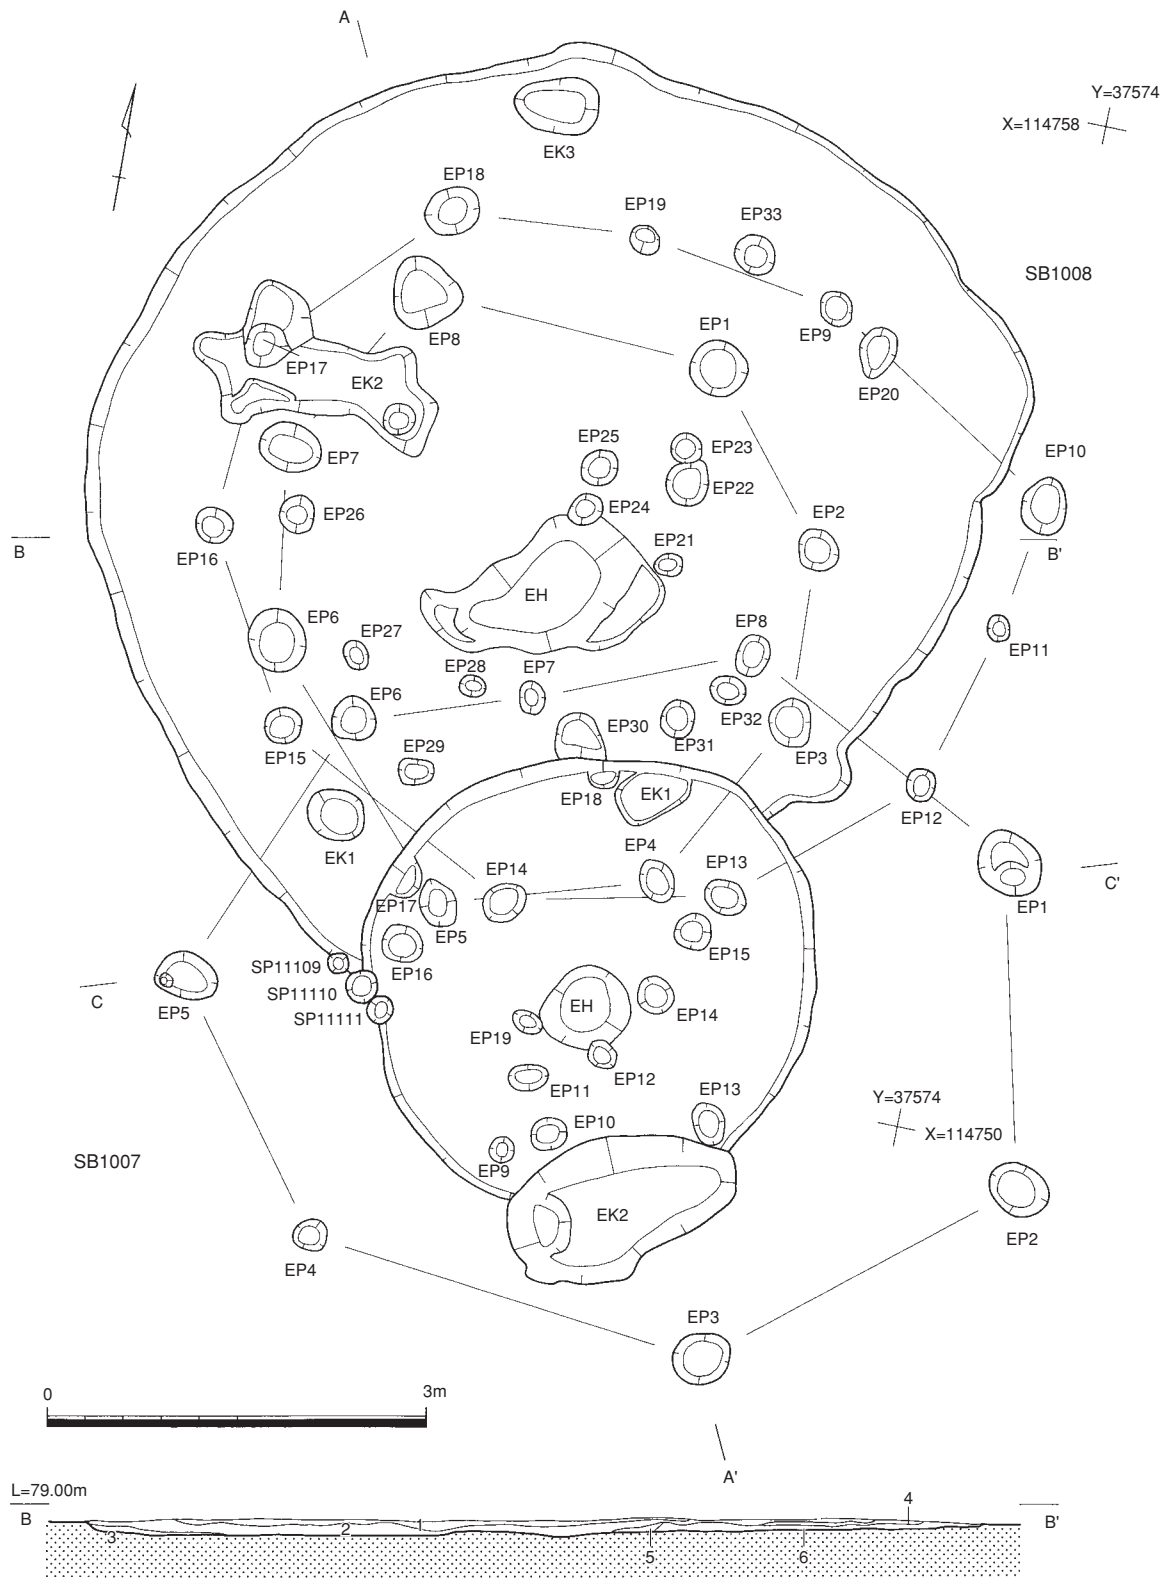 A
Y=37574
X=114758
EK3
EP18
EP19
EP33
SB1008
EP8
EP9
EP1
EP17
EK2
EP20
EP7
EP25
EP23
EP10
EP22
EP26
EP24
EP2
EP16
EP21
B
B'
EH
EP6
EP27
EP8
EP11
EP28
EP7
EP6
EP32
EP15
EP30
EP31
EP3
EP29
EP18
EK1
EP12
EK1
EP4
EP13
EP14
C'
EP17
EP1
EP5
EP15
EP16
SP11109
SP11110
C
EP5
SP11111
EH
EP14
EP19
EP12
EP11
EP13
Y=37574
EP10
X=114750
SB1007
EP9
EK2
EP2
EP4
EP3
0
3m
A'
L=79.00m
4
B
B'
1
2
3
5
6